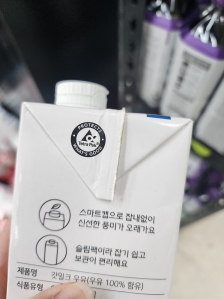 PROTECTS
Tetra Pak
WHAT'S GOOD
스마트캡으로 잡내없이
신선한 풍미가 오래가요
슬림팩이라 잡기 쉽고
보관이 편리해요
제품명 갓밀크 우유(우유 100% 함유)
식품유형